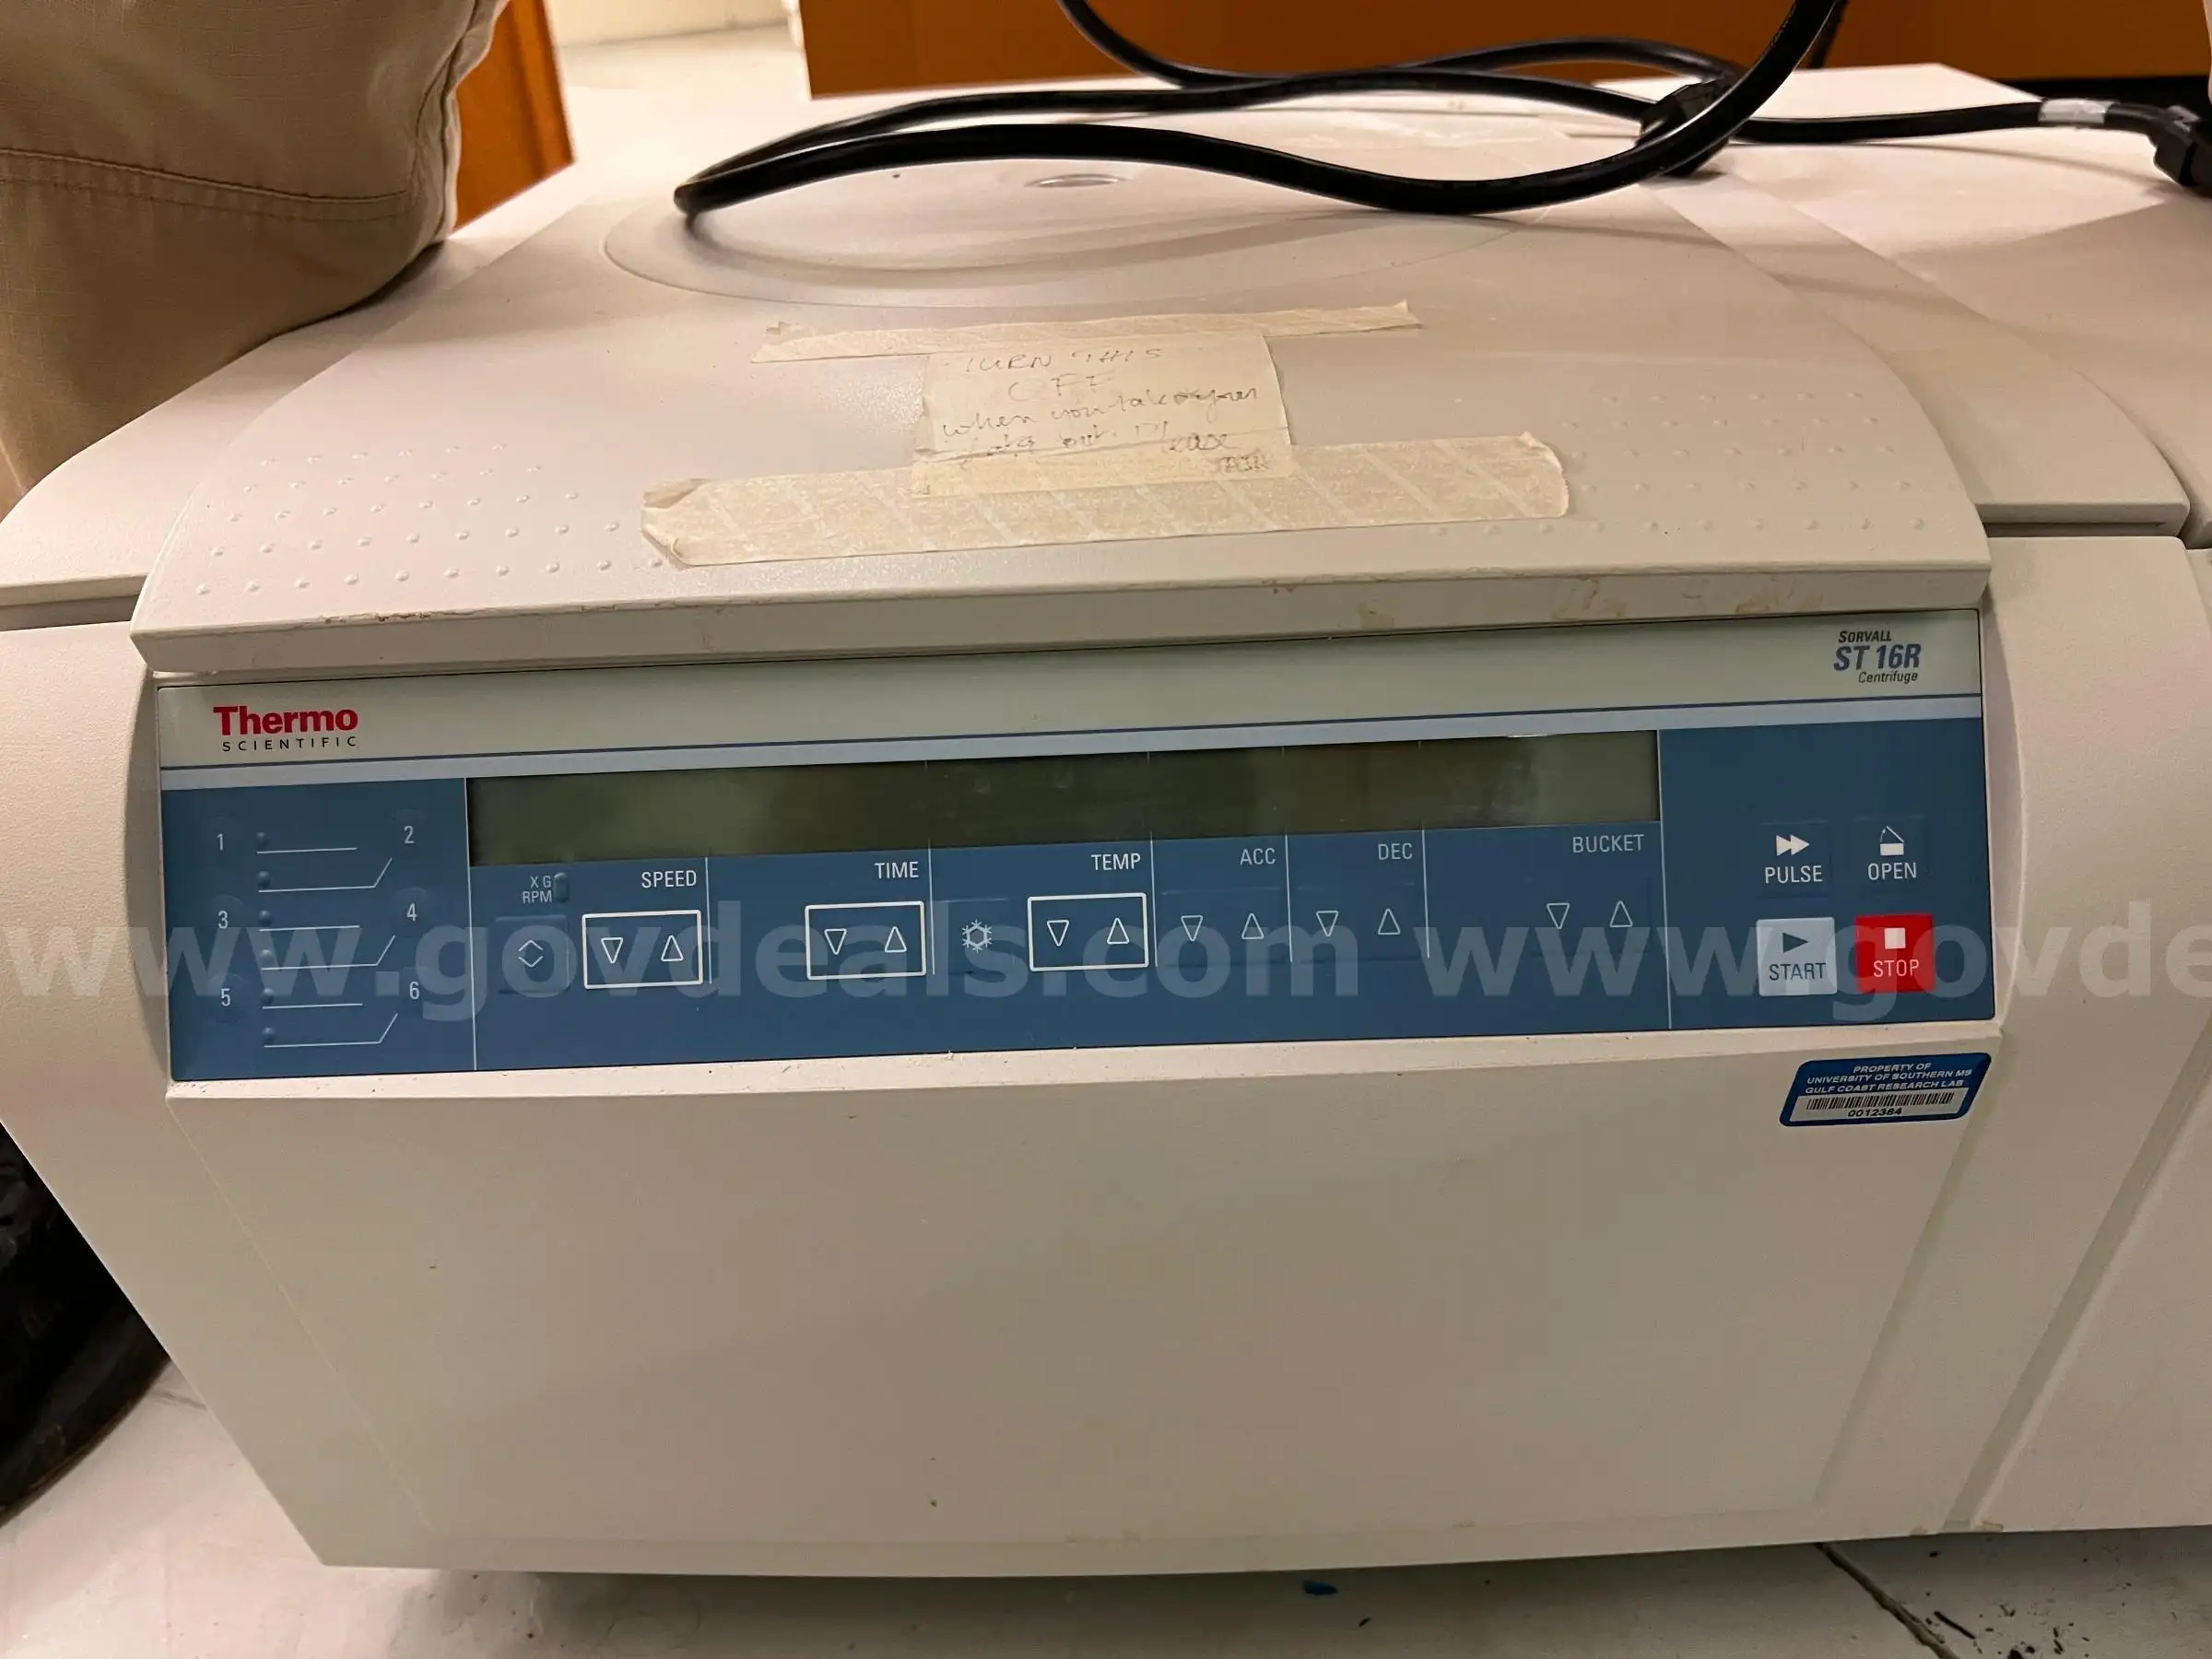 TURN THIS
OFF
when you take your
out. Please
SORVALL
ST 16R
Centrifuge
Thermo
SCIENTIFIC
1
2
3
4
5
6
X G
RPM
SPEED
TIME
TEMP
ACC
DEC
BUCKET
PULSE
OPEN
START
STOP
www.govdeals.com www.govde
PROPERTY OF
UNIVERSITY OF SOUTHERN MS
GULF COAST RESEARCH LAB
0012384